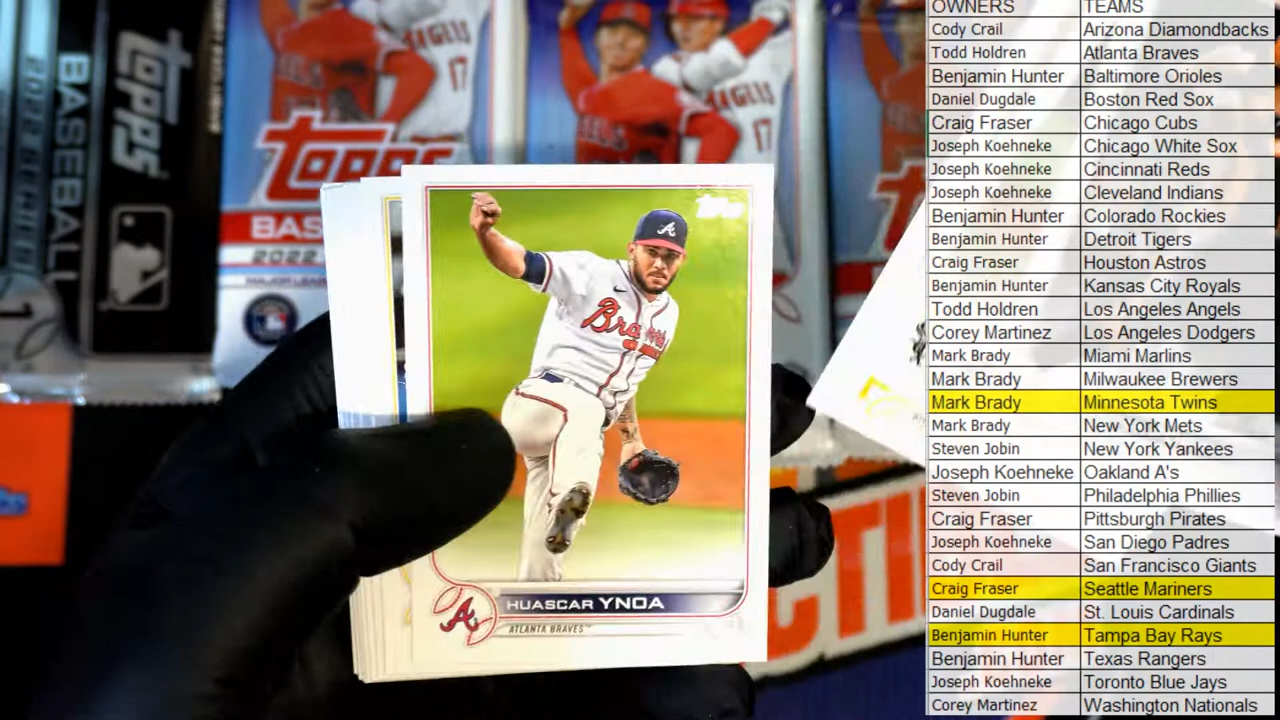 topps
BASEBALL
2022 SERIES 1
ANGELS
17
ANGELS
17
Topps
BAS
2022
topps
A
Braves
HUASCAR YNOA
A
ATLANTA BRAVES™
OWNERS TEAMS
Cody Crail Arizona Diamondbacks
Todd Holdren Atlanta Braves
Benjamin Hunter Baltimore Orioles
Daniel Dugdale Boston Red Sox
Craig Fraser Chicago Cubs
Joseph Koehneke Chicago White Sox
Joseph Koehneke Cincinnati Reds
Joseph Koehneke Cleveland Indians
Benjamin Hunter Colorado Rockies
Benjamin Hunter Detroit Tigers
Craig Fraser Houston Astros
Benjamin Hunter Kansas City Royals
Todd Holdren Los Angeles Angels
Corey Martinez Los Angeles Dodgers
Mark Brady Miami Marlins
Mark Brady Milwaukee Brewers
Mark Brady Minnesota Twins
Mark Brady New York Mets
Steven Jobin New York Yankees
Joseph Koehneke Oakland A's
Steven Jobin Philadelphia Phillies
Craig Fraser Pittsburgh Pirates
Joseph Koehneke San Diego Padres
Cody Crail San Francisco Giants
Craig Fraser Seattle Mariners
Daniel Dugdale St. Louis Cardinals
Benjamin Hunter Tampa Bay Rays
Benjamin Hunter Texas Rangers
Joseph Koehneke Toronto Blue Jays
Corey Martinez Washington Nationals